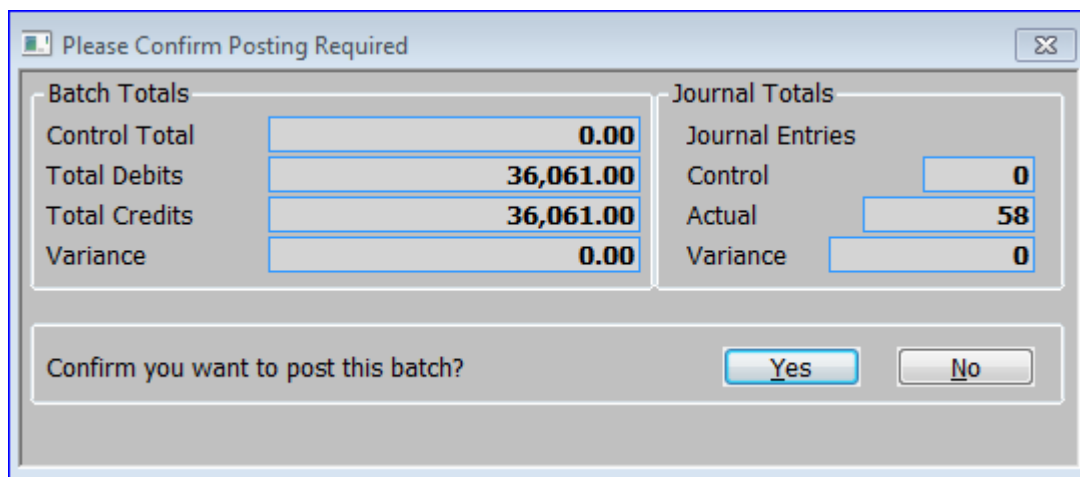 Please Confirm Posting Required
Batch Totals
Control Total 0.00
Total Debits 36,061.00
Total Credits 36,061.00
Variance 0.00
Journal Totals
Journal Entries
Control 0
Actual 58
Variance 0
Confirm you want to post this batch? Yes No